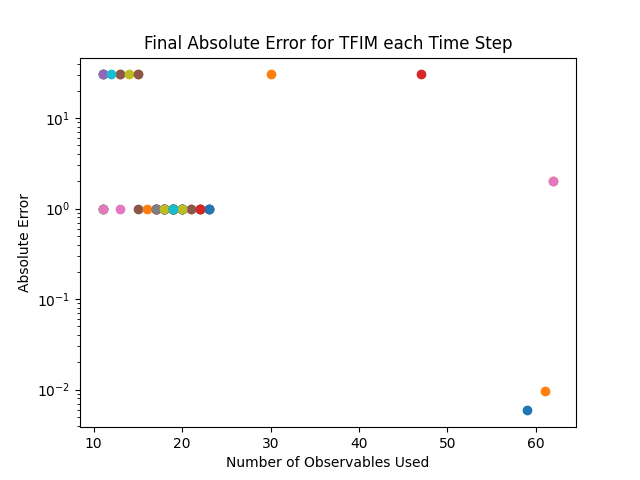 Final Absolute Error for TFIM each Time Step
Absolute Error
10¹
10⁰
10⁻¹
10⁻²
10 20 30 40 50 60
Number of Observables Used